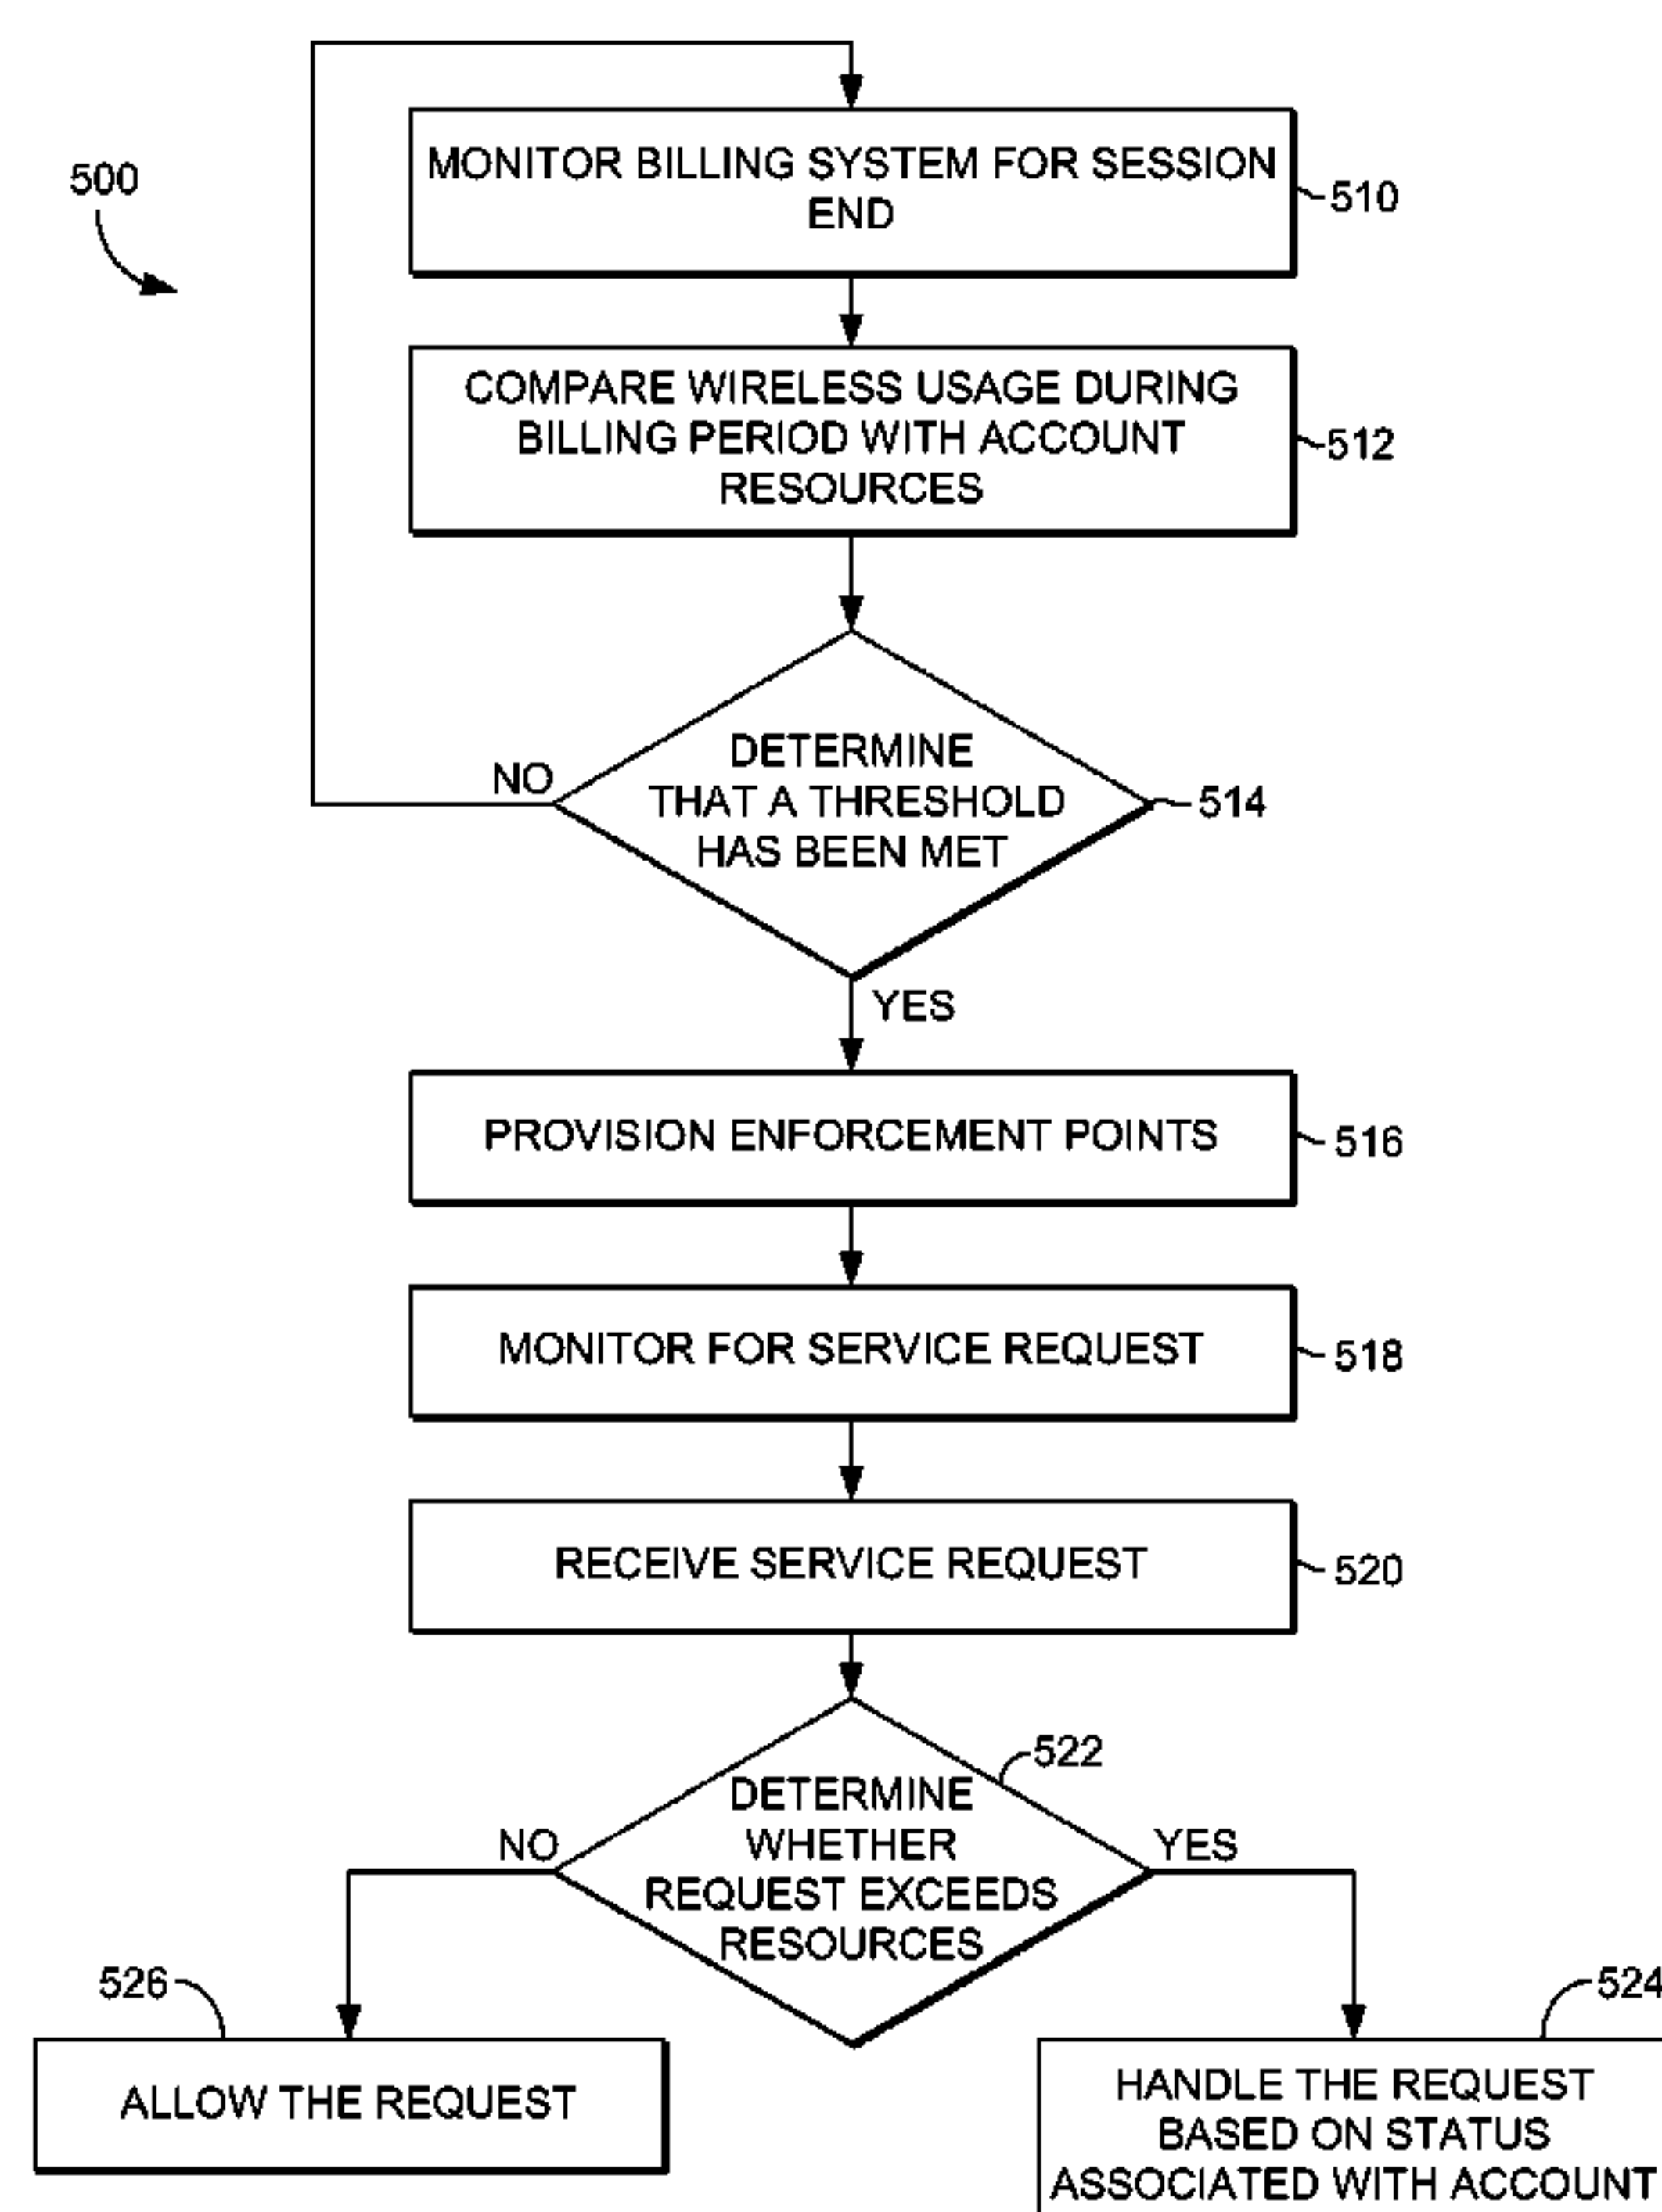 500
MONITOR BILLING SYSTEM FOR SESSION
END
510
COMPARE WIRELESS USAGE DURING
BILLING PERIOD WITH ACCOUNT
RESOURCES
512
DETERMINE
THAT A THRESHOLD
HAS BEEN MET
514
NO
YES
PROVISION ENFORCEMENT POINTS
516
MONITOR FOR SERVICE REQUEST
518
RECEIVE SERVICE REQUEST
520
522
DETERMINE
WHETHER
REQUEST EXCEEDS
RESOURCES
NO
YES
526
ALLOW THE REQUEST
524
HANDLE THE REQUEST
BASED ON STATUS
ASSOCIATED WITH ACCOUNT